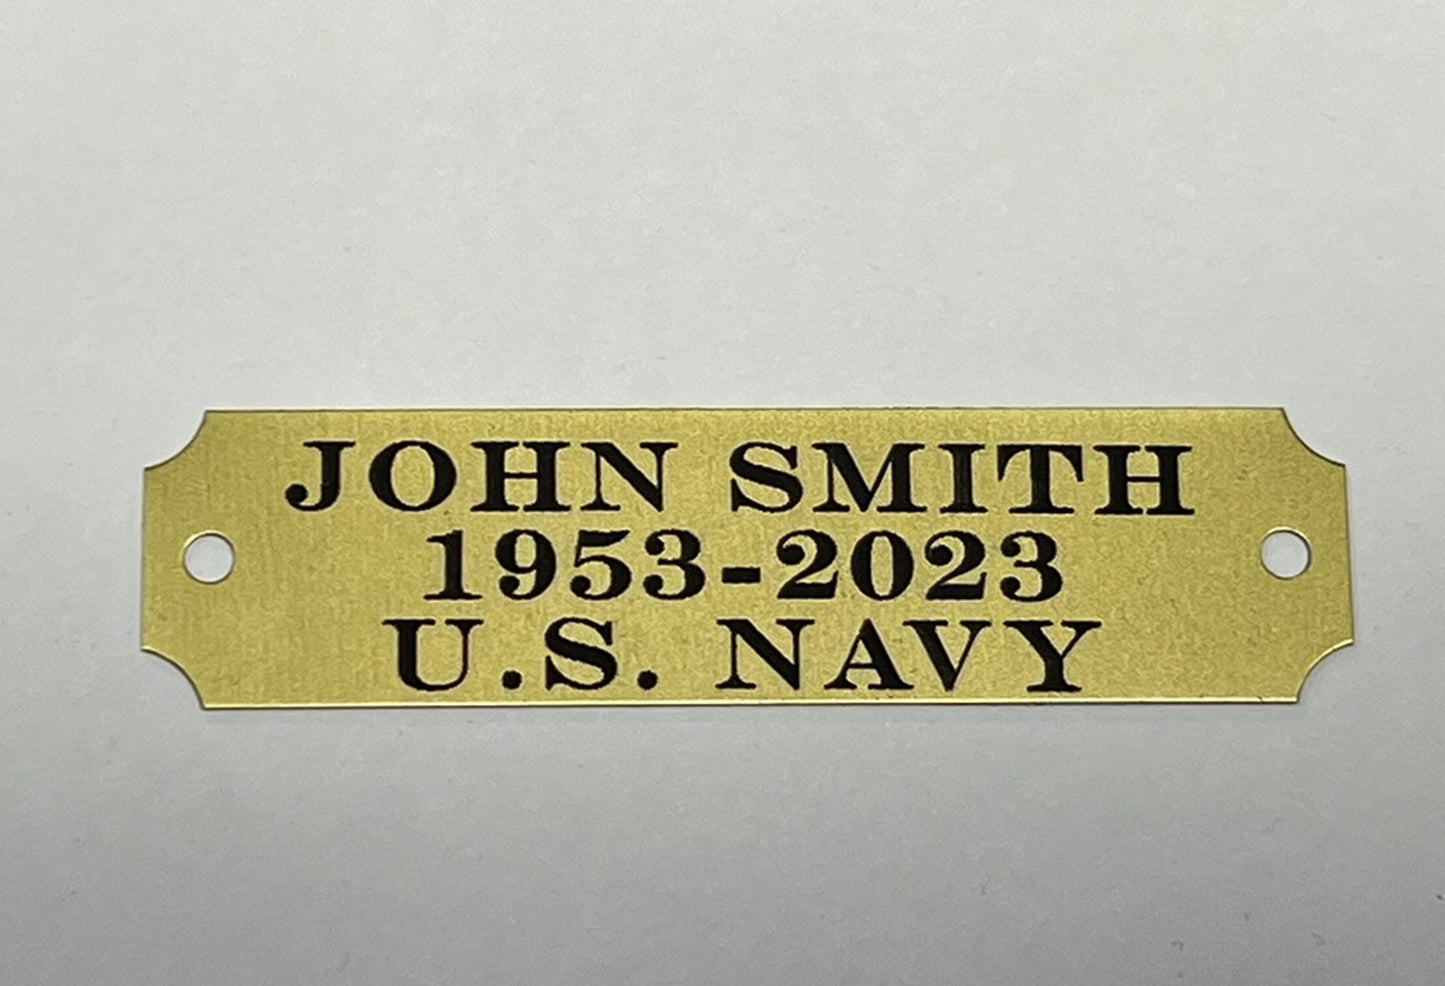 JOHN SMITH
1953-2023
U.S. NAVY